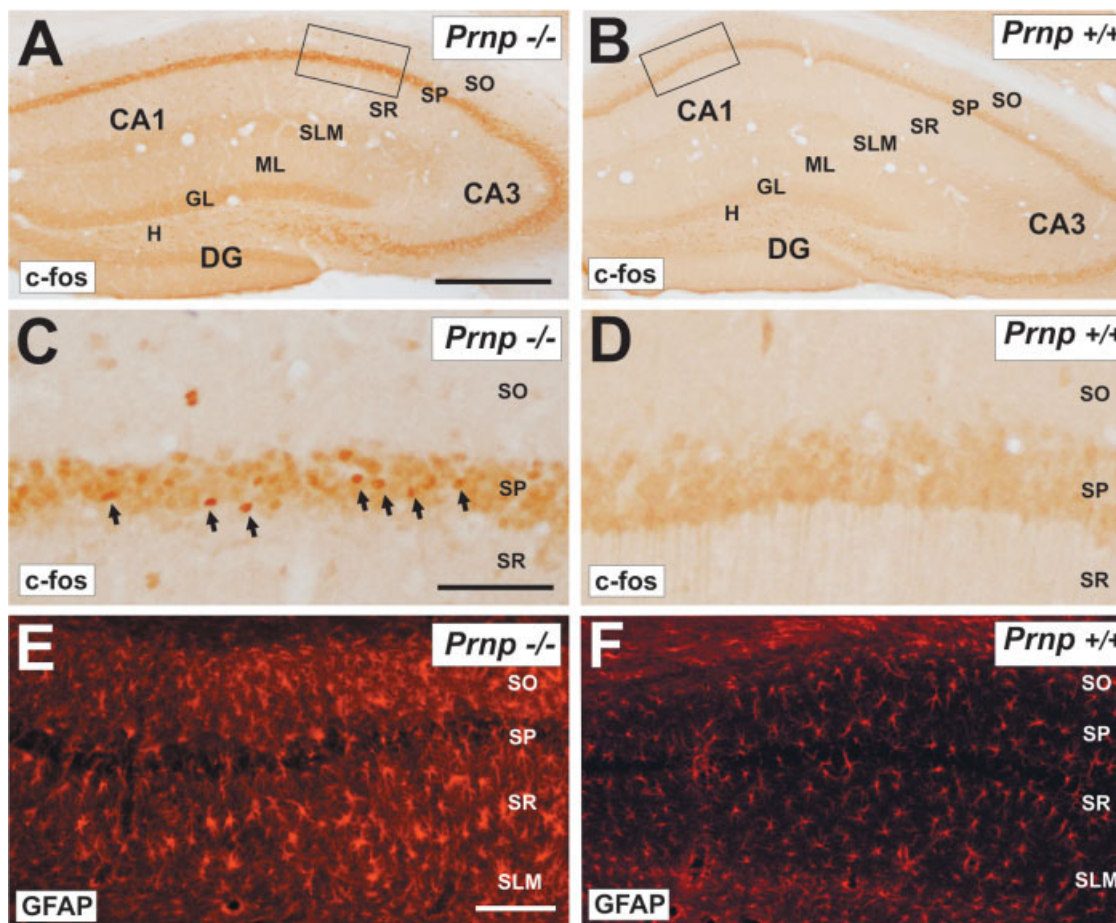 A
Prnp -/-
SO
SP
SR
CA1
SLM
ML
CA3
GL
H
DG
c-fos
B
Prnp +/+
SO
SP
CA1
SR
SLM
ML
GL
H
CA3
DG
c-fos
C
Prnp -/-
SO
SP
SR
c-fos
D
Prnp +/+
SO
SP
SR
c-fos
E
Prnp -/-
SO
SP
SR
SLM
GFAP
F
Prnp +/+
SO
SP
SR
SLM
GFAP